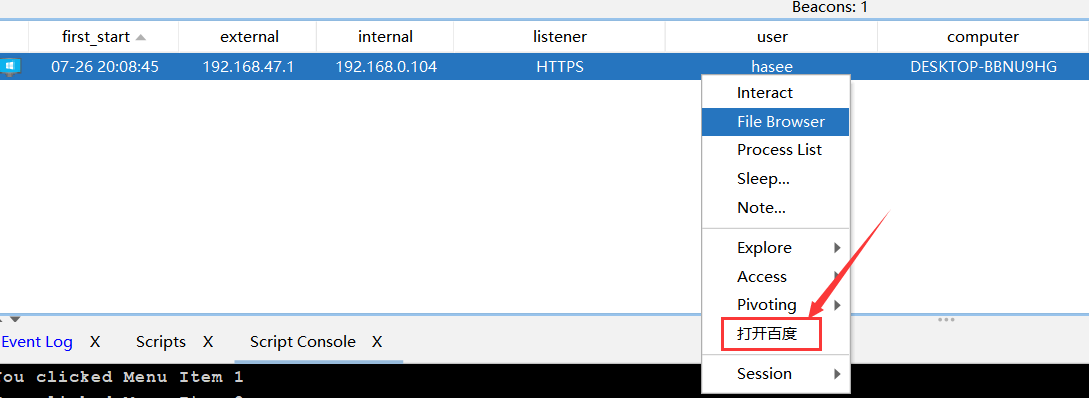 Beacons: 1
first_start external internal listener user computer
07-26 20:08:45 192.168.47.1 192.168.0.104 HTTPS hasee DESKTOP-BBNU9HG
Interact
File Browser
Process List
Sleep...
Note...
Explore
Access
Pivoting
打开百度
Session
Event Log X Scripts X Script Console X
You clicked Menu Item 1